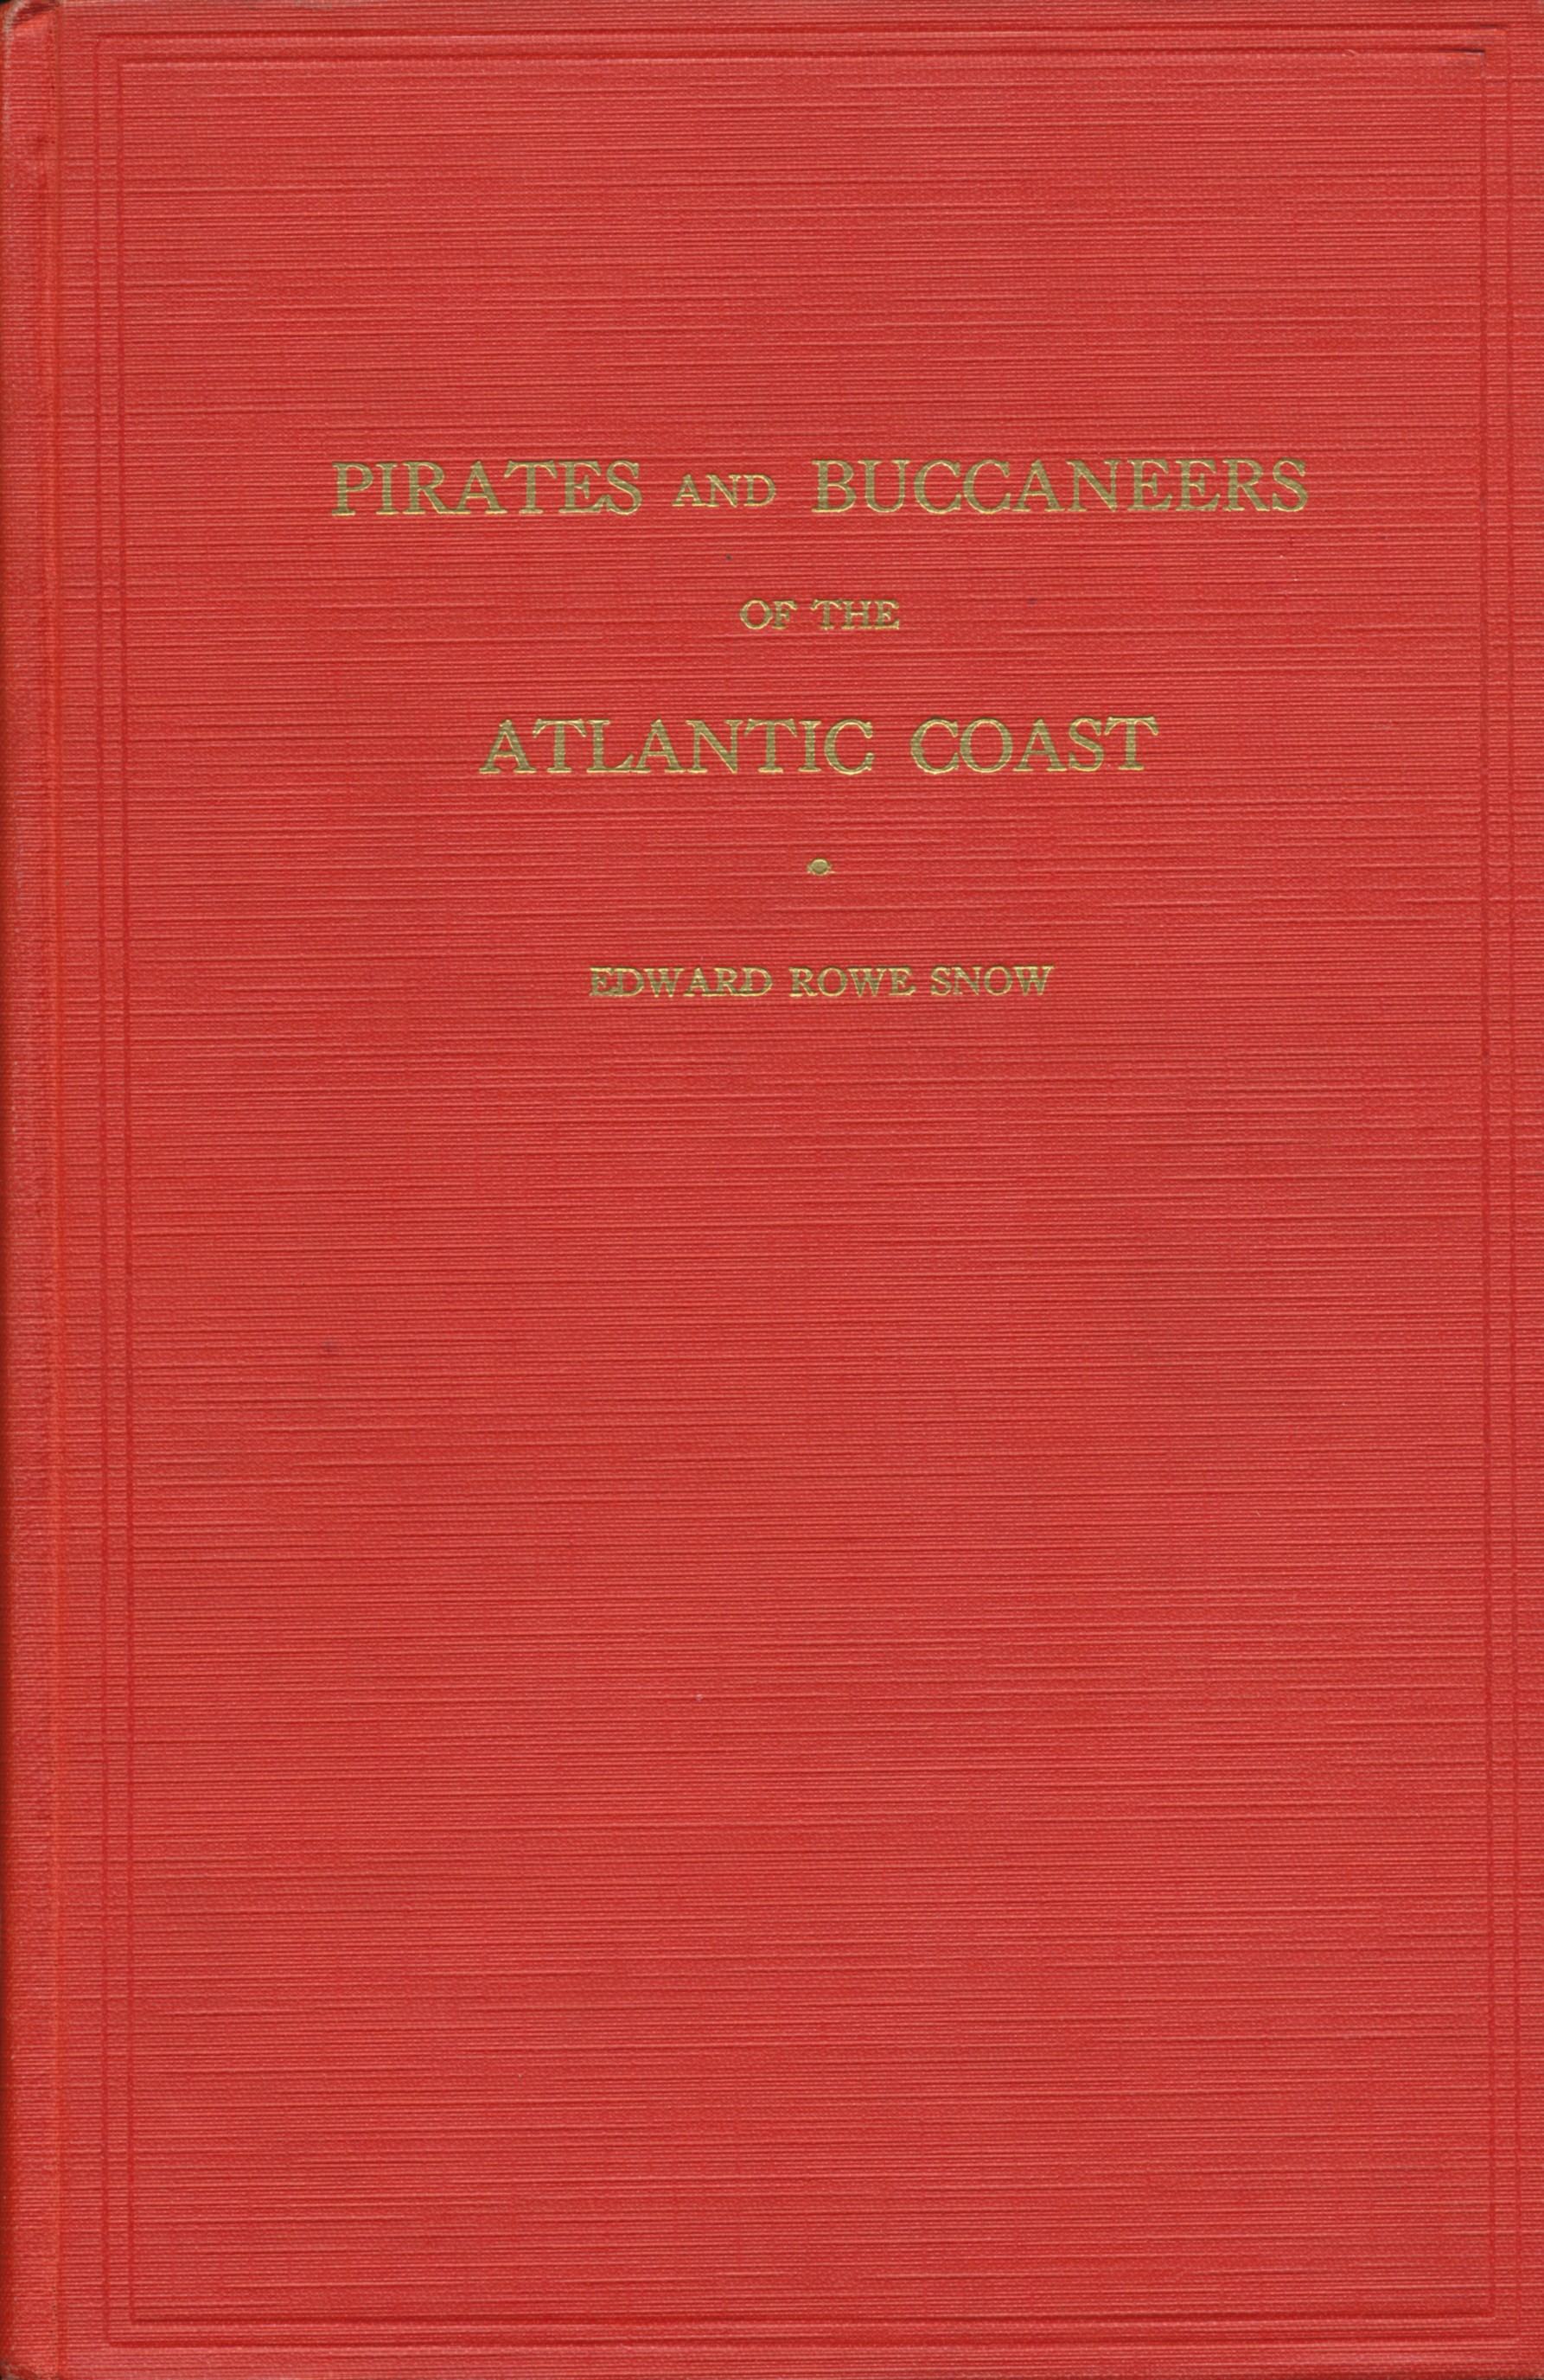 PIRATES AND BUCCANEERS
OF THE
ATLANTIC COAST
EDWARD ROWE SNOW